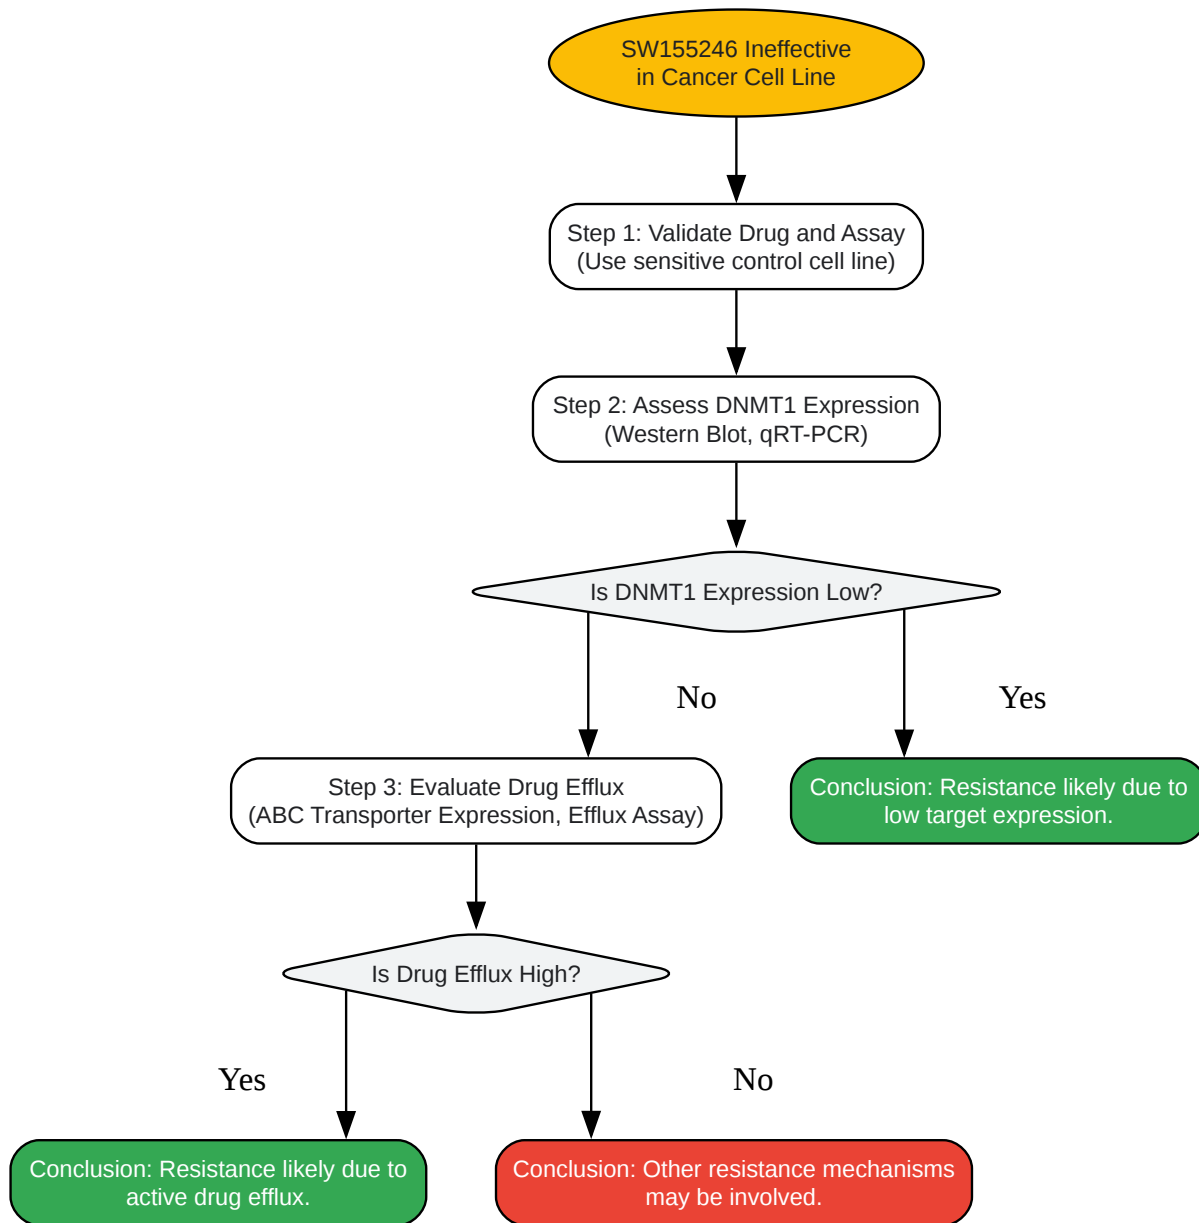 SW155246 Ineffective
in Cancer Cell Line
Step 1: Validate Drug and Assay
(Use sensitive control cell line)
Step 2: Assess DNMT1 Expression
(Western Blot, qRT-PCR)
Is DNMT1 Expression Low?
No
Yes
Step 3: Evaluate Drug Efflux
(ABC Transporter Expression, Efflux Assay)
Conclusion: Resistance likely due to
low target expression.
Is Drug Efflux High?
Yes
No
Conclusion: Resistance likely due to
active drug efflux.
Conclusion: Other resistance mechanisms
may be involved.